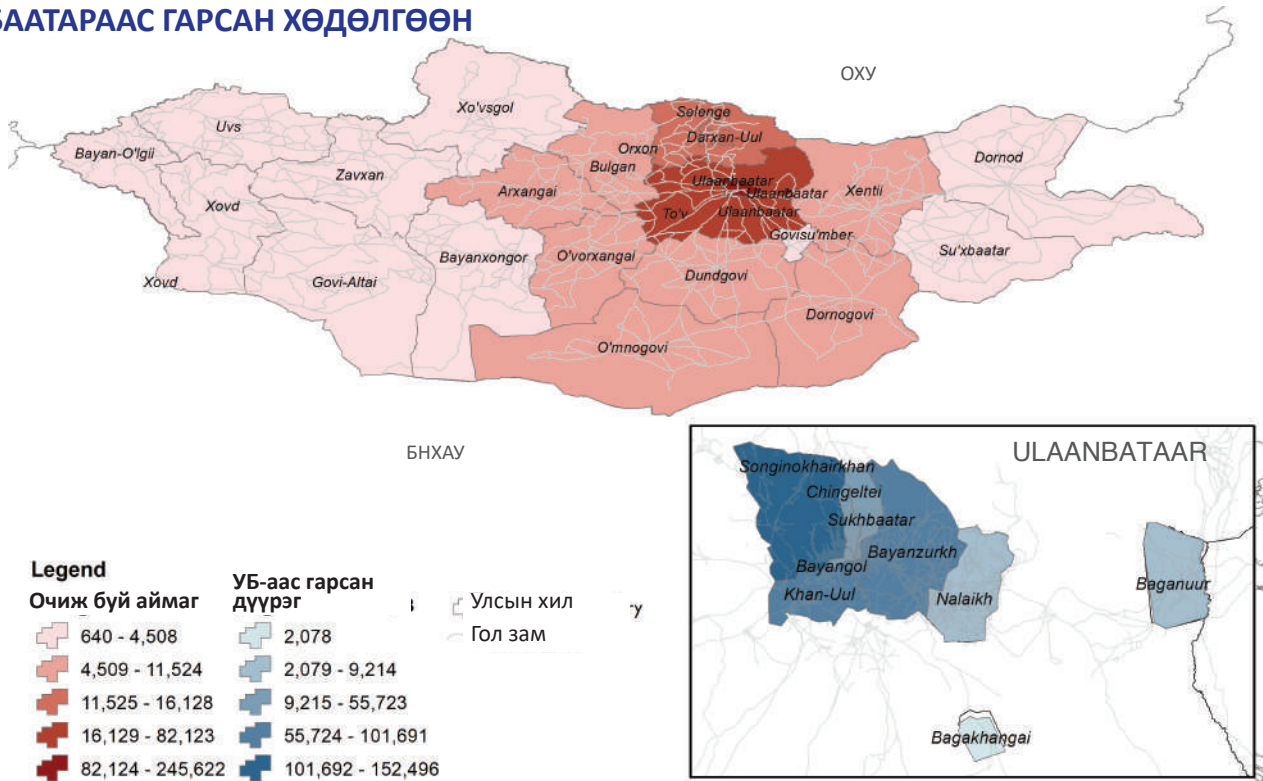 БААТАРААС ГАРСАН ХӨДӨЛГӨӨН
ОХУ
Xo'vsgol
Selenge
Uvs
Darxan-Uul
Bayan-O'lgii
Orxon
Dornod
Bulgan
Zavxan
Ulaanbaatar
Arxangai
Ulaanbaatar
Xentii
Xovd
To'v
Ulaanbaatar
Govisu'mber
Su'xbaatar
Bayanxongor
O'vorxangai
Xovd
Govi-Altai
Dundgovi
Dornogovi
O'mnogovi
БНХАУ
ULAANBATAAR
Songinokhairkhan
Chingeltei
Sukhbaatar
Bayanzurkh
Bayangol
Khan-Uul
Nalaikh
Baganuur
Bagakhangai
Legend
Очиж буй аймаг
640 - 4,508
4,509 - 11,524
11,525 - 16,128
16,129 - 82,123
82,124 - 245,622
УБ-аас гарсан
дүүрэг
2,078
2,079 - 9,214
9,215 - 55,723
55,724 - 101,691
101,692 - 152,496
Улсын хил
Гол зам